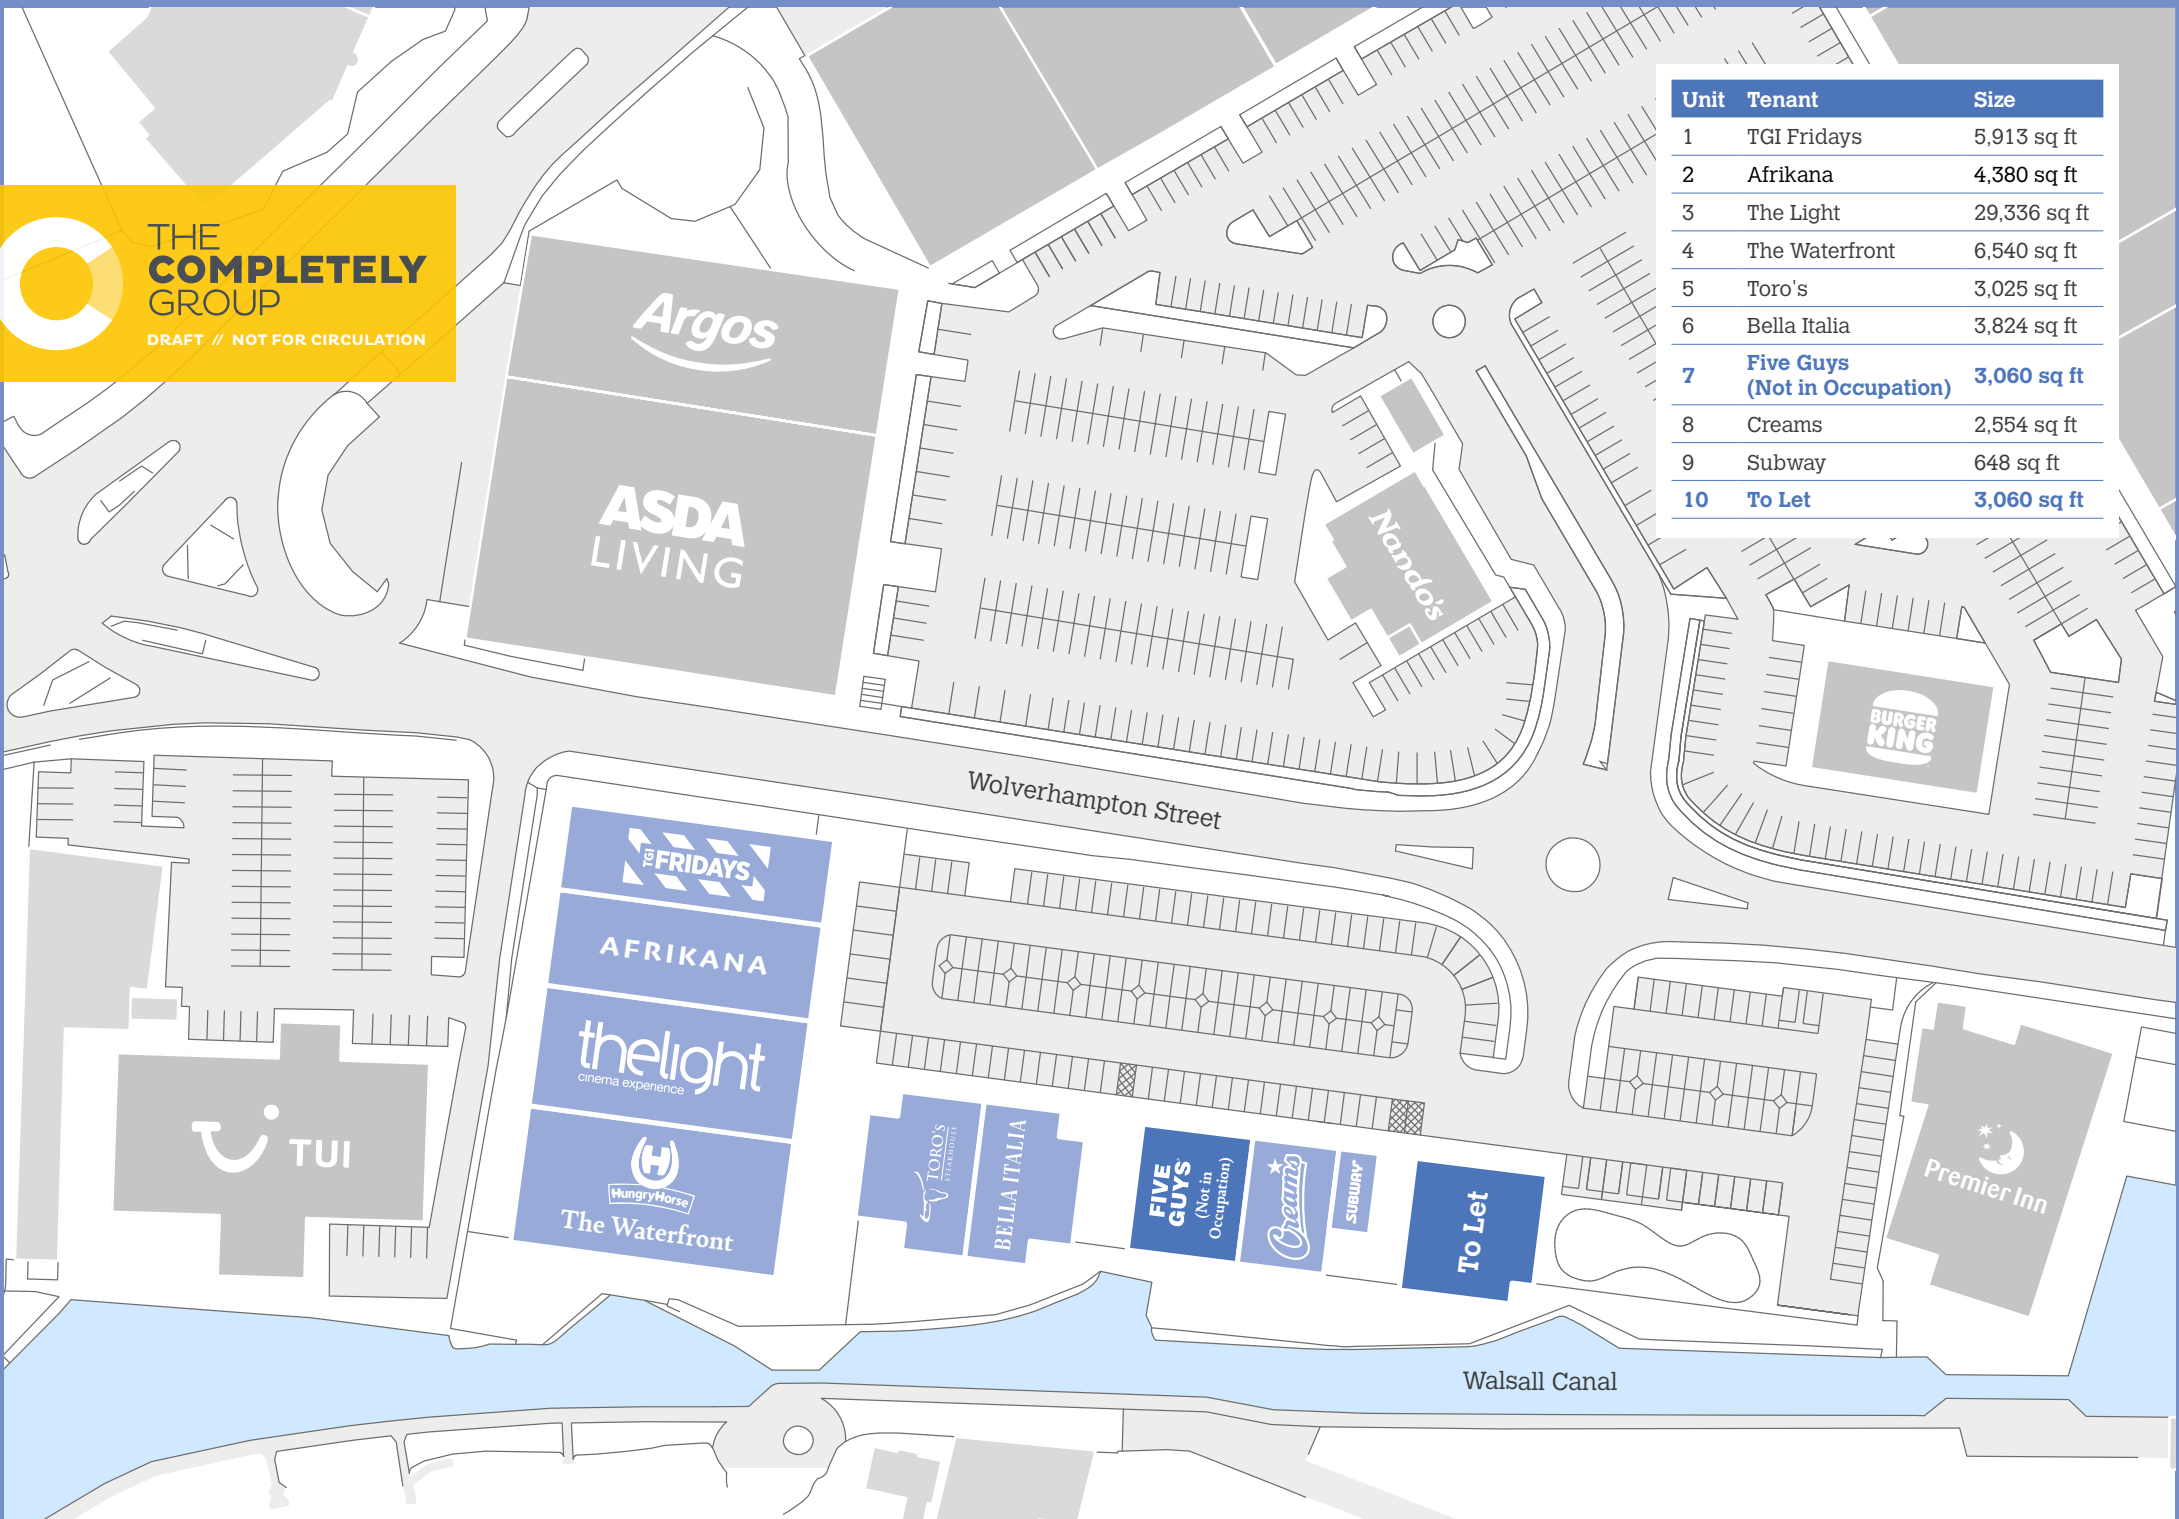 Unit Tenant Size
1 TGI Fridays 5,913 sq ft
2 Afrikana 4,380 sq ft
3 The Light 29,336 sq ft
4 The Waterfront 6,540 sq ft
5 Toro's 3,025 sq ft
6 Bella Italia 3,824 sq ft
7 Five Guys
(Not in Occupation) 3,060 sq ft
8 Creams 2,554 sq ft
9 Subway 648 sq ft
10 To Let 3,060 sq ft
THE
COMPLETELY
GROUP
DRAFT // NOT FOR CIRCULATION
Argos
ASDA
LIVING
Nando's
BURGER
KING
Wolverhampton Street
TGI
FRIDAYS
AFRIKANA
thelight
cinema experience
HungryHorse
The Waterfront
TUI
TORO'S
STEAKHOUSE
BELLA ITALIA
FIVE
GUYS
(Not in
Occupation)
Creams
SUBWAY
To Let
Premier Inn
Walsall Canal